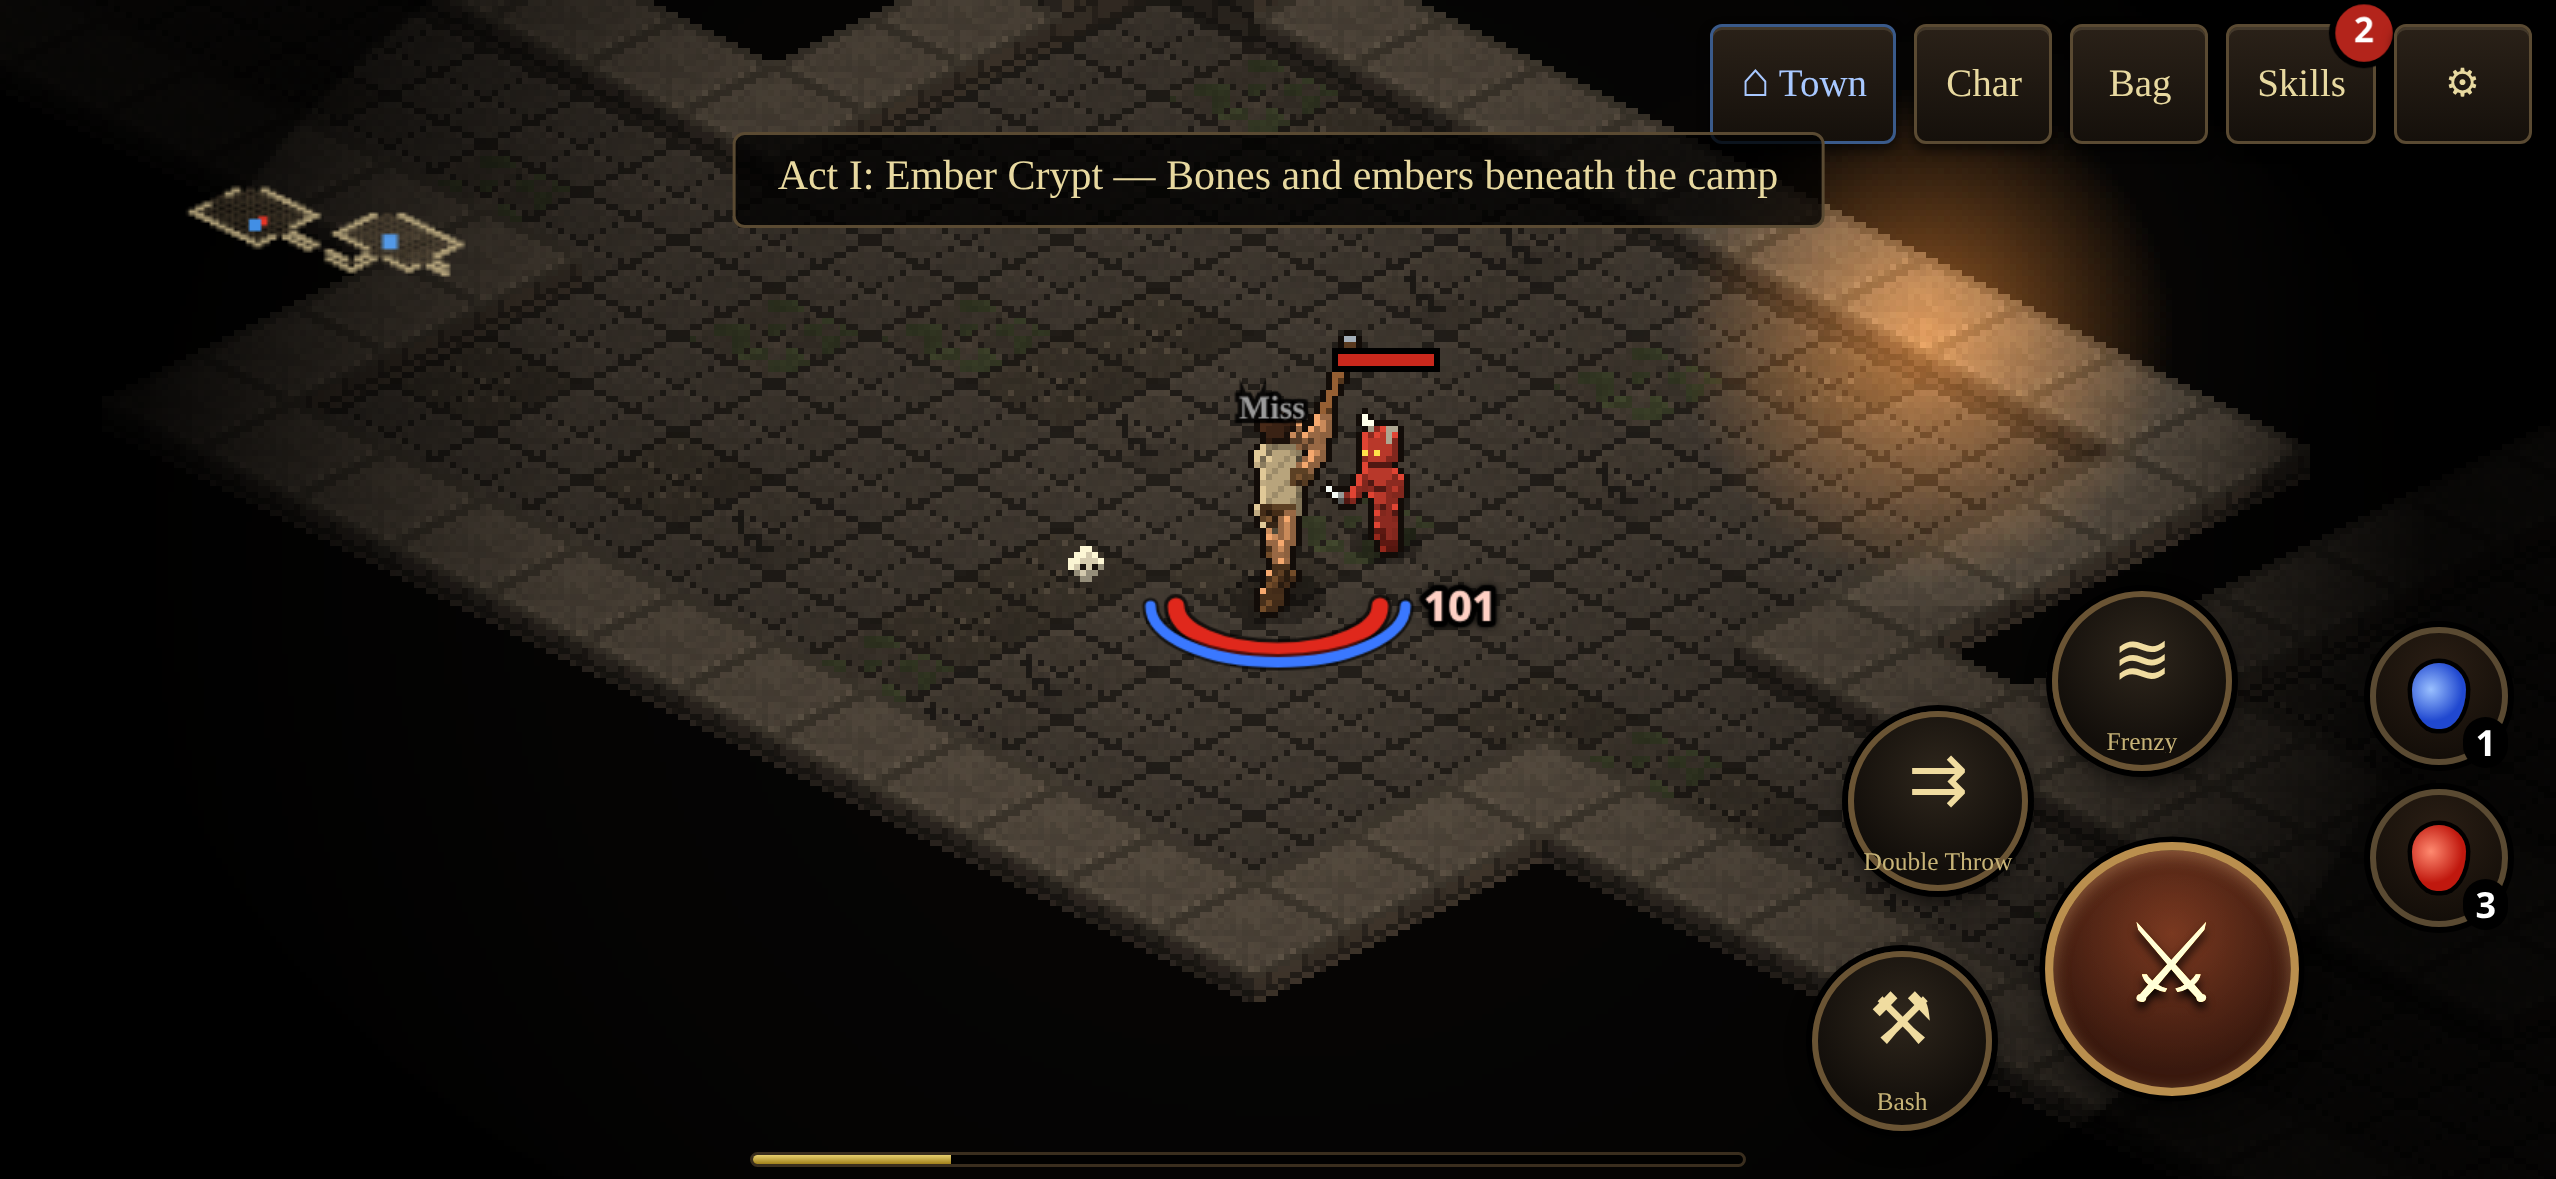 2
Town
Char
Bag
Skills
Act I: Ember Crypt — Bones and embers beneath the camp
Miss
101
Frenzy
1
Double Throw
3
Bash